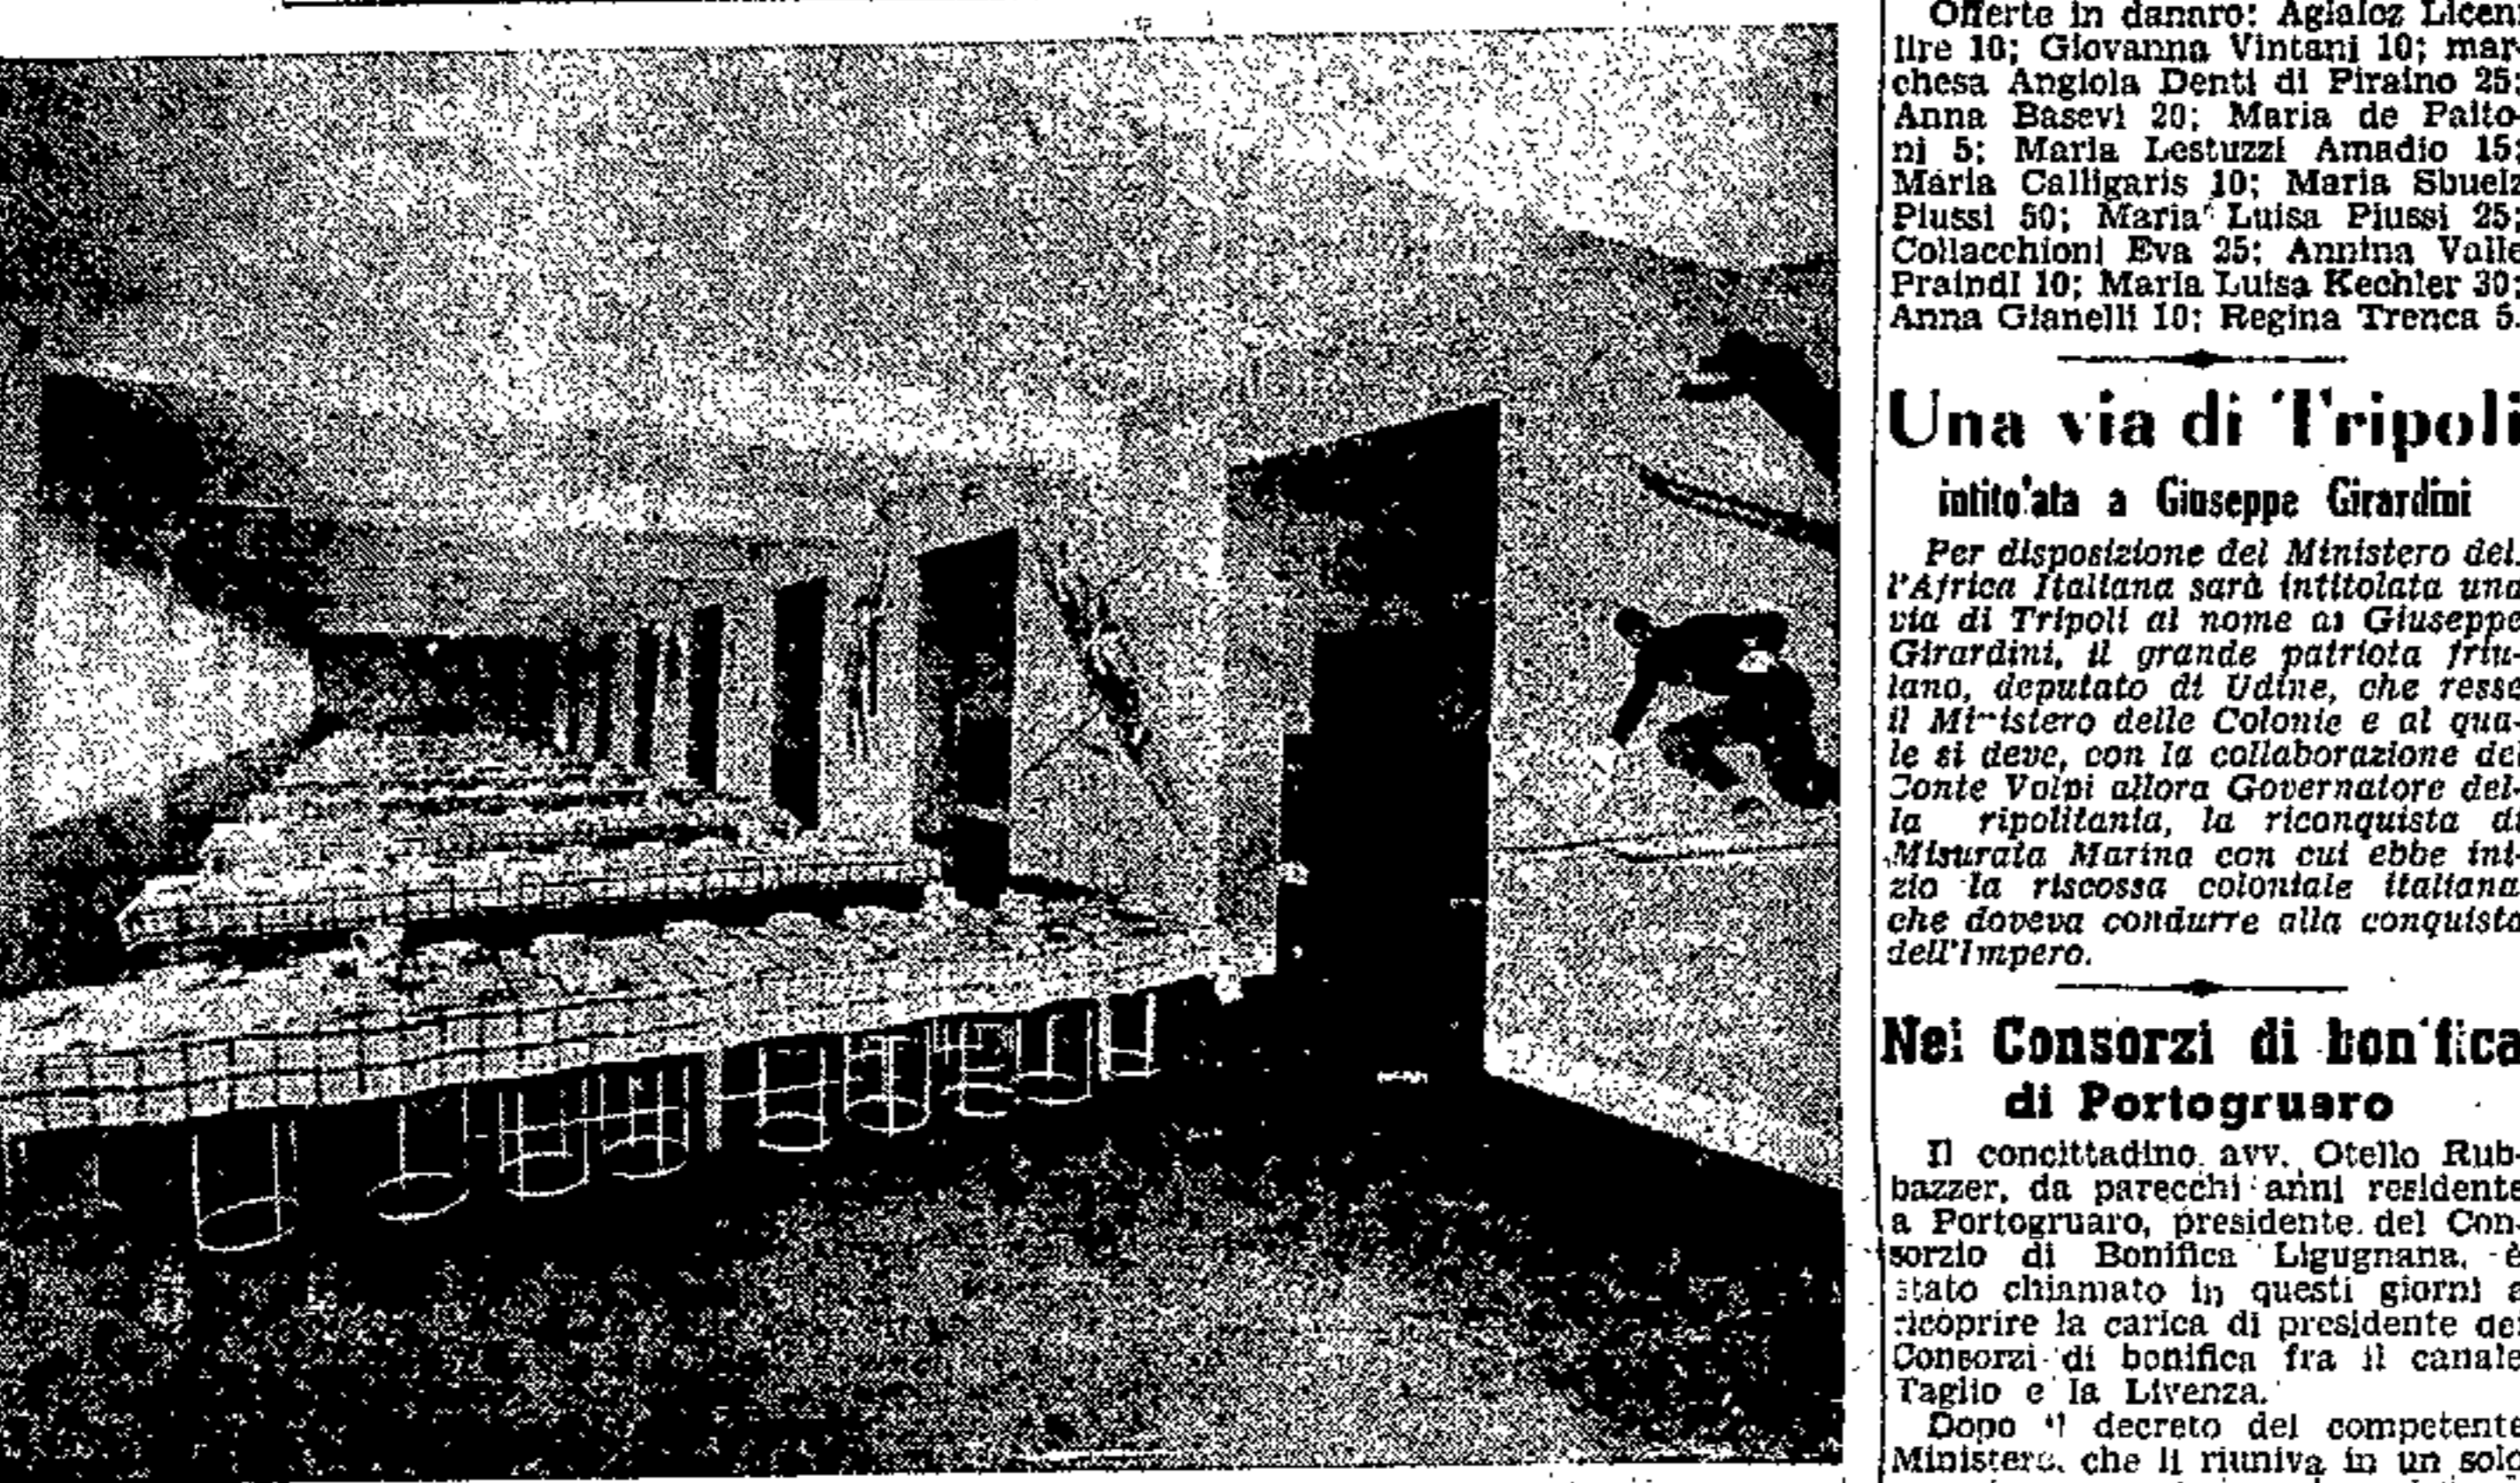 Offerte in danaro: Aglaloz Licen
lire 10; Giovanna Vintani 10; mar-
chesa Angiola Denti di Piraino 25;
Anna Basevi 20; Maria de Palto-
ni 5; Maria Lestuzzi Amadio 15;
Maria Calligaris 10; Maria Sbuelz
Piussi 50; Maria Luisa Piussi 25;
Collacchioni Eva 25; Annina Valle
Praindl 10; Maria Luisa Kechler 30;
Anna Gianelli 10; Regina Trenca 5.
Una via di Tripoli
intito'ata a Giuseppe Girardini
Per disposizione del Ministero del-
l'Africa Italiana sarà intitolata una
via di Tripoli al nome di Giuseppe
Girardini, il grande patriota friu-
lano, deputato di Udine, che resse
il Ministero delle Colonie e al qua-
le si deve, con la collaborazione del
Conte Volpi allora Governatore del-
la ripolitania, la riconquista di
Misurata Marina con cui ebbe ini-
zio la riscossa coloniale italiana
che doveva condurre alla conquista
dell'Impero.
Nei Consorzi di bonifica
di Portogruaro
Il concittadino avv. Otello Rub-
bazzer, da parecchi anni residente
a Portogruaro, presidente del Con-
sorzio di Bonifica Ligugnana, è
stato chiamato in questi giorni a
ricoprire la carica di presidente dei
Consorzi di bonifica fra il canale
Taglio e la Livenza.
Dopo il decreto del competente
Ministero, che li riuniva in un solo